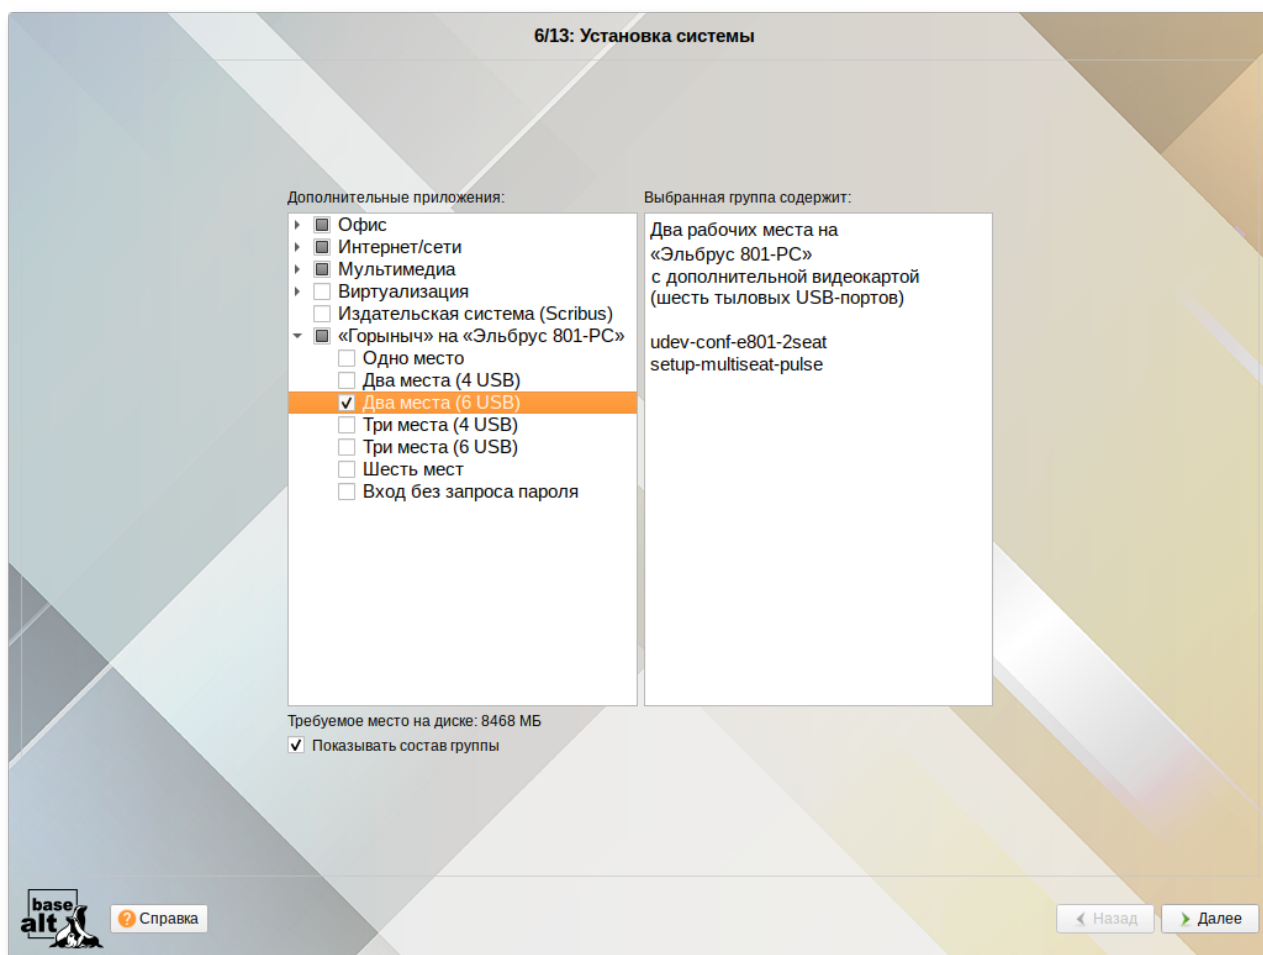 6/13: Установка системы
Дополнительные приложения:
Офис
Интернет/сети
Мультимедиа
Виртуализация
Издательская система (Scribus)
«Горыныч» на «Эльбрус 801-РС»
Одно место
Два места (4 USB)
Два места (6 USB)
Три места (4 USB)
Три места (6 USB)
Шесть мест
Вход без запроса пароля
Выбранная группа содержит:
Два рабочих места на
«Эльбрус 801-РС»
с дополнительной видеокартой
(шесть тыловых USB-портов)
udev-conf-e801-2seat
setup-multiseat-pulse
Требуемое место на диске: 8468 МБ
Показывать состав группы
base
alt
Справка
Назад
Далее